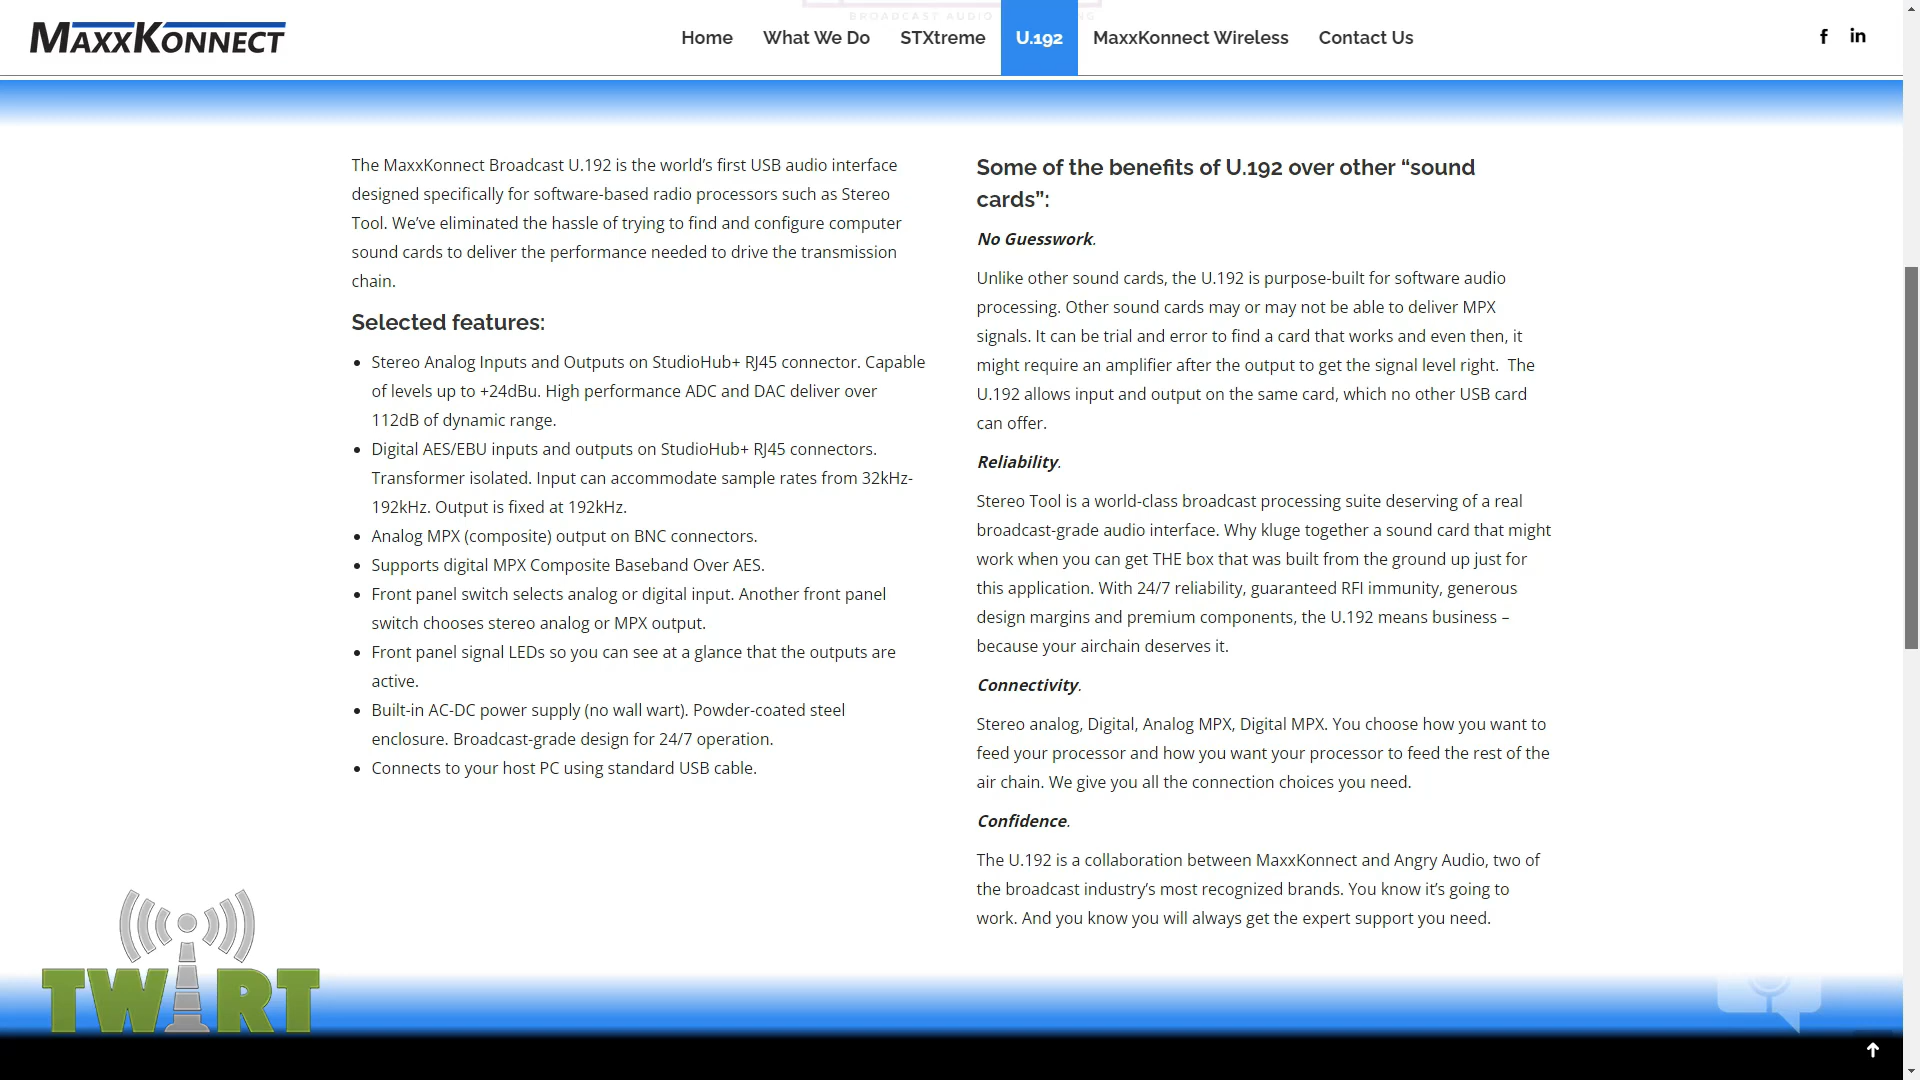 MAXXKONNECT
Home
What We Do
STXtreme
U.192
MaxxKonnect Wireless
Contact Us
f
in
BROADCAST AUDIO
The MaxxKonnect Broadcast U.192 is the world’s first USB audio interface
designed specifically for software-based radio processors such as Stereo
Tool. We’ve eliminated the hassle of trying to find and configure computer
sound cards to deliver the performance needed to drive the transmission
chain.
Selected features:
• Stereo Analog Inputs and Outputs on StudioHub+ RJ45 connector. Capable
of levels up to +24dBu. High performance ADC and DAC deliver over
112dB of dynamic range.
• Digital AES/EBU inputs and outputs on StudioHub+ RJ45 connectors.
Transformer isolated. Input can accommodate sample rates from 32kHz-
192kHz. Output is fixed at 192kHz.
• Analog MPX (composite) output on BNC connectors.
• Supports digital MPX Composite Baseband Over AES.
• Front panel switch selects analog or digital input. Another front panel
switch chooses stereo analog or MPX output.
• Front panel signal LEDs so you can see at a glance that the outputs are
active.
• Built-in AC-DC power supply (no wall wart). Powder-coated steel
enclosure. Broadcast-grade design for 24/7 operation.
• Connects to your host PC using standard USB cable.
Some of the benefits of U.192 over other “sound
cards”:
No Guesswork.
Unlike other sound cards, the U.192 is purpose-built for software audio
processing. Other sound cards may or may not be able to deliver MPX
signals. It can be trial and error to find a card that works and even then, it
might require an amplifier after the output to get the signal level right. The
U.192 allows input and output on the same card, which no other USB card
can offer.
Reliability.
Stereo Tool is a world-class broadcast processing suite deserving of a real
broadcast-grade audio interface. Why kluge together a sound card that might
work when you can get THE box that was built from the ground up just for
this application. With 24/7 reliability, guaranteed RFI immunity, generous
design margins and premium components, the U.192 means business –
because your airchain deserves it.
Connectivity.
Stereo analog, Digital, Analog MPX, Digital MPX. You choose how you want to
feed your processor and how you want your processor to feed the rest of the
air chain. We give you all the connection choices you need.
Confidence.
The U.192 is a collaboration between MaxxKonnect and Angry Audio, two of
the broadcast industry’s most recognized brands. You know it’s going to
work. And you know you will always get the expert support you need.
TWIRT